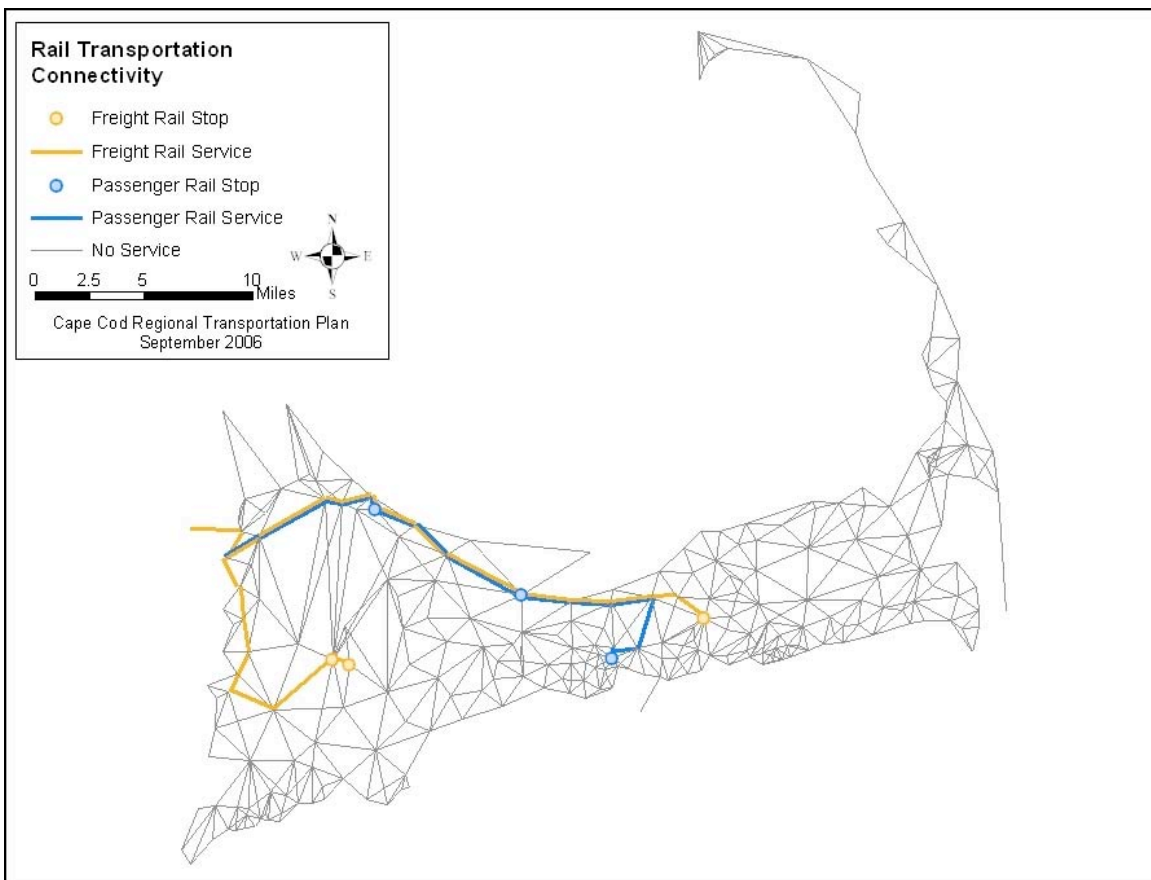 Rail Transportation
Connectivity
Freight Rail Stop
Freight Rail Service
Passenger Rail Stop
Passenger Rail Service
No Service
N
W E
S
0 2.5 5 10
Miles
Cape Cod Regional Transportation Plan
September 2006